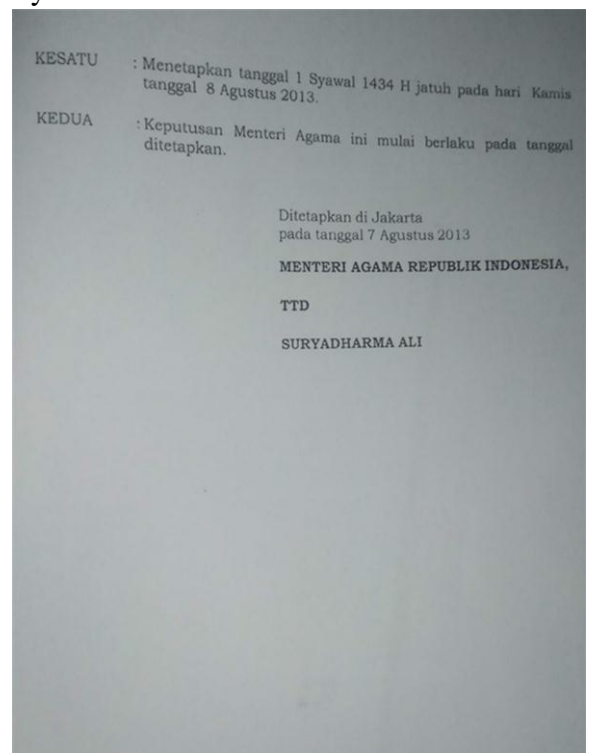 KESATU : Menetapkan tanggal 1 Syawal 1434 H jatuh pada hari Kamis
tanggal 8 Agustus 2013.
KEDUA : Keputusan Menteri Agama ini mulai berlaku pada tanggal
ditetapkan.
Ditetapkan di Jakarta
pada tanggal 7 Agustus 2013
MENTERI AGAMA REPUBLIK INDONESIA,
TTD
SURYADHARMA ALI